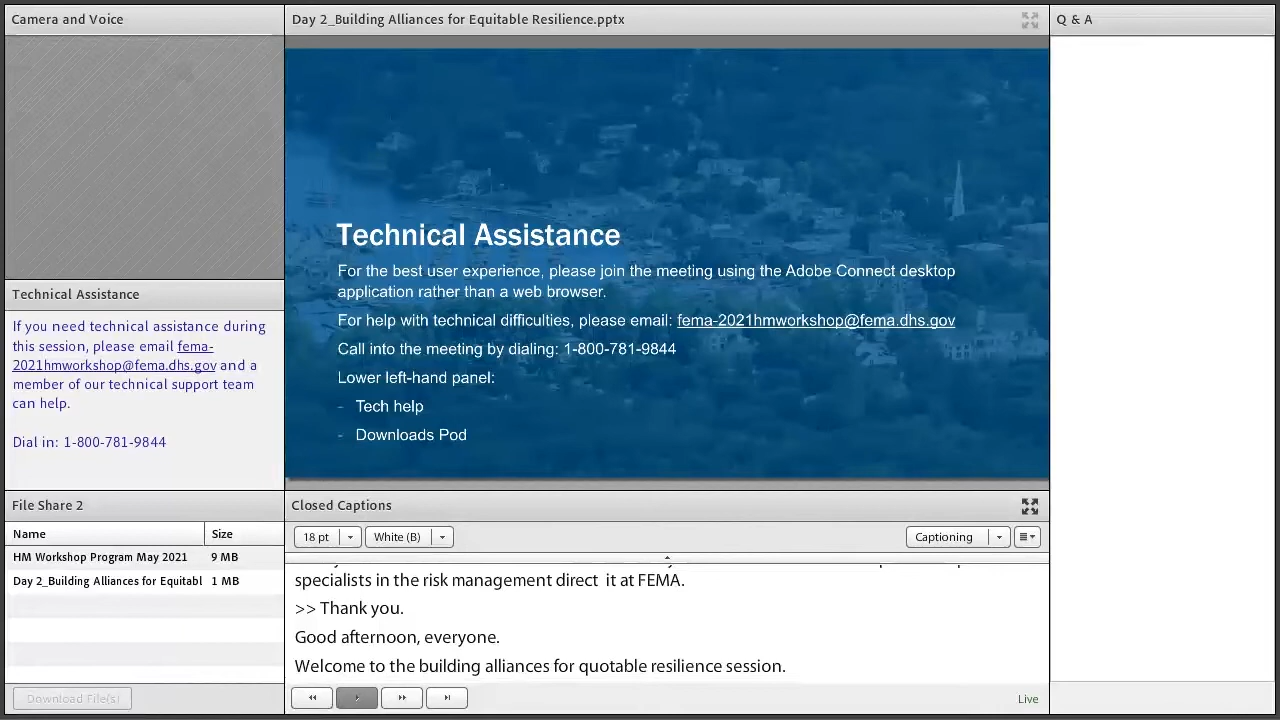 Camera and Voice
Day 2_Building Alliances for Equitable Resilience.pptx
Q & A
Technical Assistance
For the best user experience, please join the meeting using the Adobe Connect desktop
application rather than a web browser.
For help with technical difficulties, please email: fema-2021hmworkshop@fema.dhs.gov
Call into the meeting by dialing: 1-800-781-9844
Lower left-hand panel:
- Tech help
- Downloads Pod
Technical Assistance
If you need technical assistance during
this session, please email fema-
2021hmworkshop@fema.dhs.gov and a
member of our technical support team
can help.
Dial in: 1-800-781-9844
File Share 2
Name Size
HM Workshop Program May 2021 9 MB
Day 2_Building Alliances for Equitabl 1 MB
Download File(s)
Closed Captions
18 pt White (B) Captioning
specialists in the risk management direct  it at FEMA.
>> Thank you.
Good afternoon, everyone.
Welcome to the building alliances for quotable resilience session.
Live